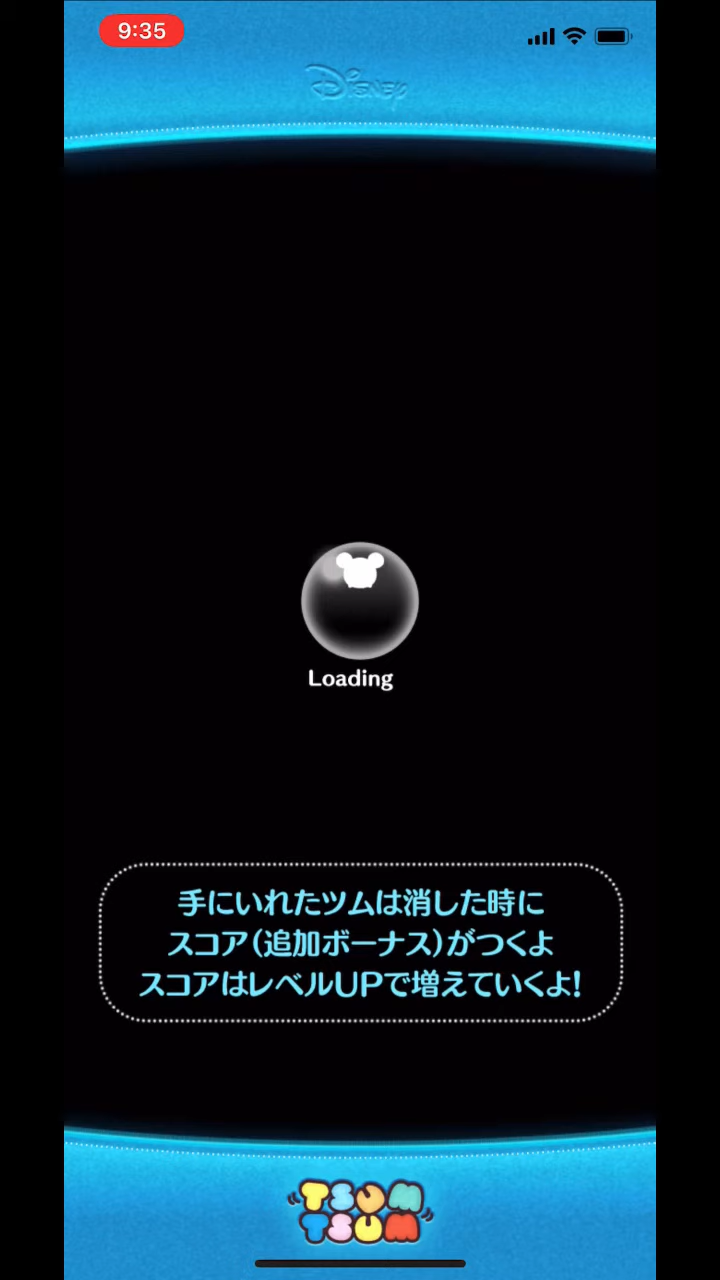 9:35
Disney
Loading
手にいれたツムは消した時に
スコア(追加ボーナス)がつくよ
スコアはレベルUPで増えていくよ!
TSUM
TSUM